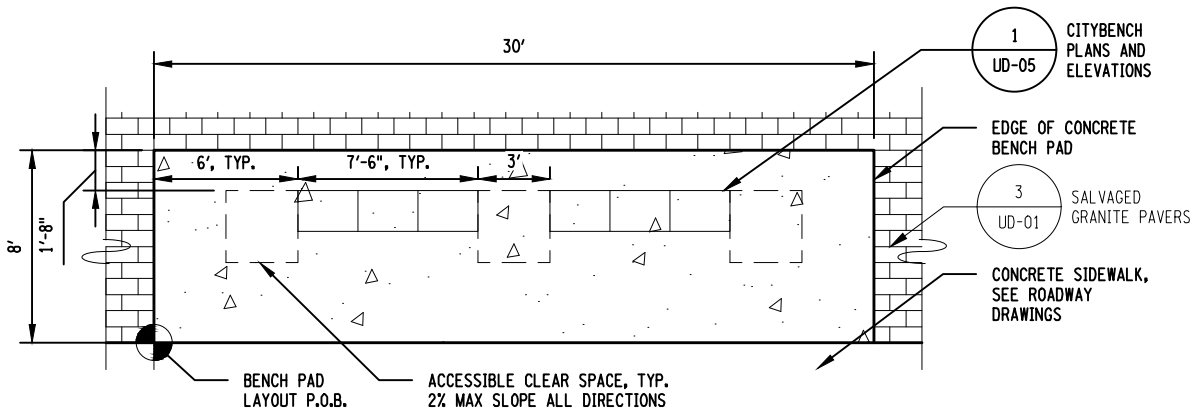 30'
1
UD-05
CITYBENCH
PLANS AND
ELEVATIONS
6', TYP.
7'-6", TYP.
3'
8'
1'-8"
EDGE OF CONCRETE
BENCH PAD
3
UD-01
SALVAGED
GRANITE PAVERS
CONCRETE SIDEWALK,
SEE ROADWAY
DRAWINGS
BENCH PAD
LAYOUT P.O.B.
ACCESSIBLE CLEAR SPACE, TYP.
2% MAX SLOPE ALL DIRECTIONS